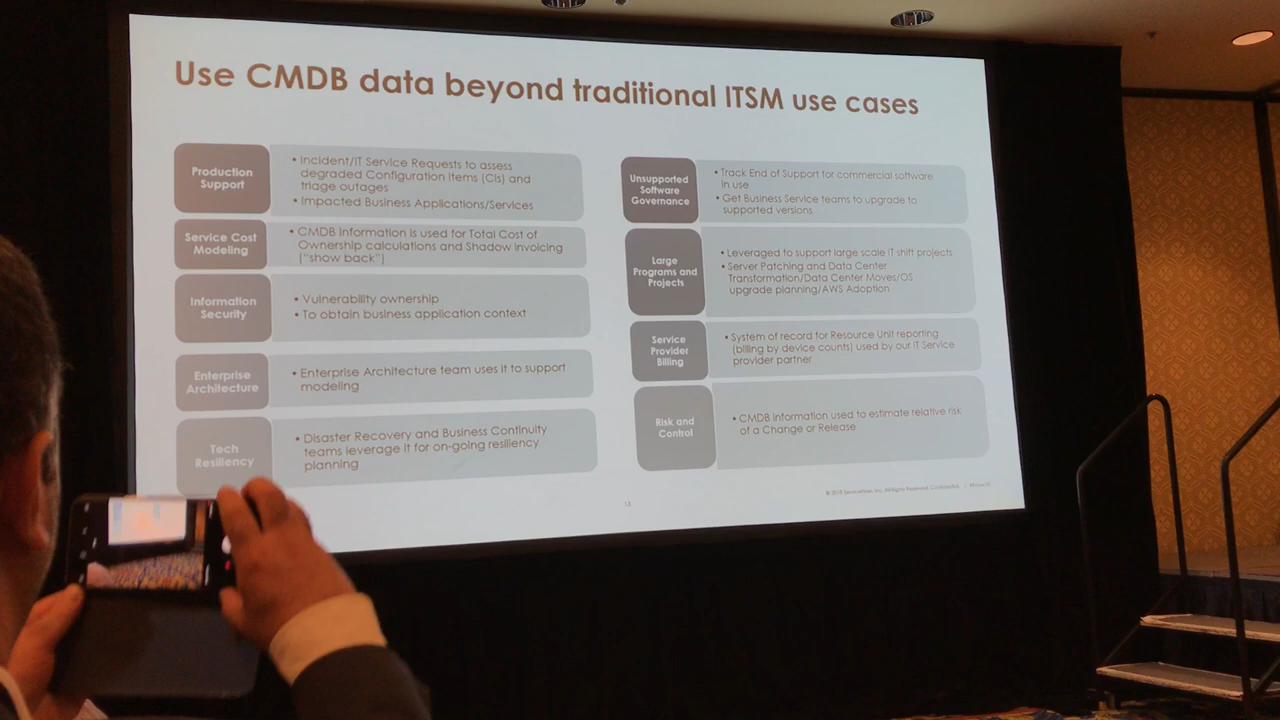 Use CMDB data beyond traditional ITSM use cases
Production
Support
• Incident/IT Service Requests to assess
degraded Configuration Items (CIs) and
triage outages
• Impacted Business Applications/Services
Service Cost
Modeling
• CMDB Information is used for Total Cost of
Ownership calculations and Shadow invoicing
("show back")
Information
Security
• Vulnerability ownership
• To obtain business application context
Enterprise
Architecture
• Enterprise Architecture team uses it to support
modeling
Tech
Resiliency
• Disaster Recovery and Business Continuity
teams leverage it for on-going resiliency
planning
Unsupported
Software
Governance
• Track End of Support for commercial software
in use
• Get Business Service teams to upgrade to
supported versions
Large
Programs and
Projects
• Leveraged to support large scale IT shift projects
• Server Patching and Data Center
Transformation/Data Center Moves/OS
upgrade planning/AWS Adoption
Service
Provider
Billing
• System of record for Resource Unit reporting
(billing by device counts) used by our IT Service
provider partner
Risk and
Control
• CMDB information used to estimate relative risk
of a Change or Release
13
© 2018 ServiceNow, Inc. All Rights Reserved. Confidential.